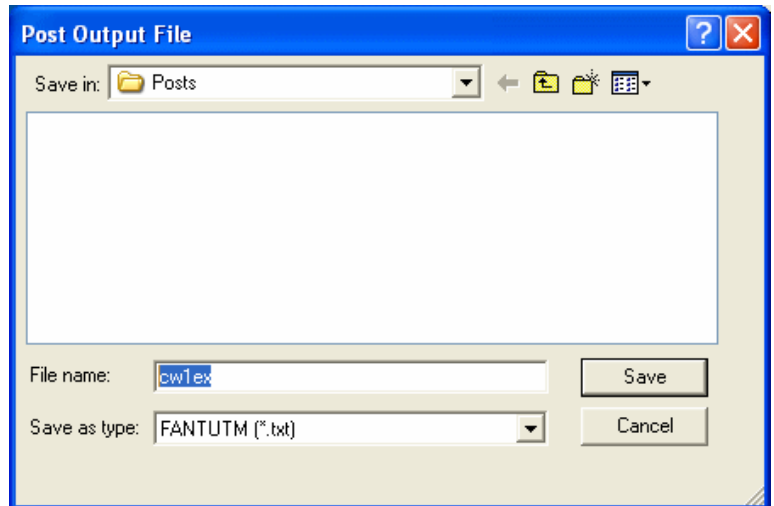 Post Output File
Save in: Posts
File name: cw1ex Save
Save as type: FANTUTM (*.txt) Cancel